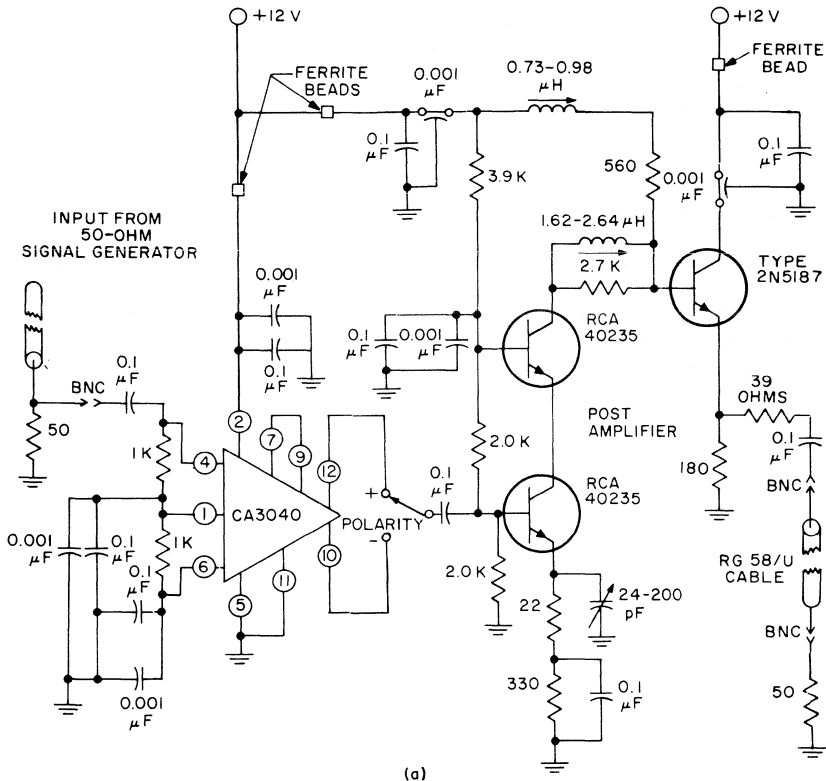 +12 V
+12 V
FERRITE
BEADS
0.001
µF
0.73–0.98
µH
FERRITE
BEAD
0.1
µF
3.9 K
560
0.001
µF
0.1
µF
INPUT FROM
50-OHM
SIGNAL GENERATOR
1.62–2.64 µH
2.7 K
TYPE
2N5187
0.001
µF
0.1
µF
0.1
µF
0.001
µF
RCA
40235
0.1
µF
BNC
50
39
OHMS
POST
AMPLIFIER
2
7
9
12
1K
4
2.0 K
0.1
µF
180
0.1
µF
BNC
1
CA3040
+
POLARITY
–
RCA
40235
0.001
µF
0.1
µF
1K
0.1
µF
6
10
11
5
2.0 K
RG 58/U
CABLE
22
24–200
pF
BNC
0.001
µF
330
0.1
µF
50
(a)